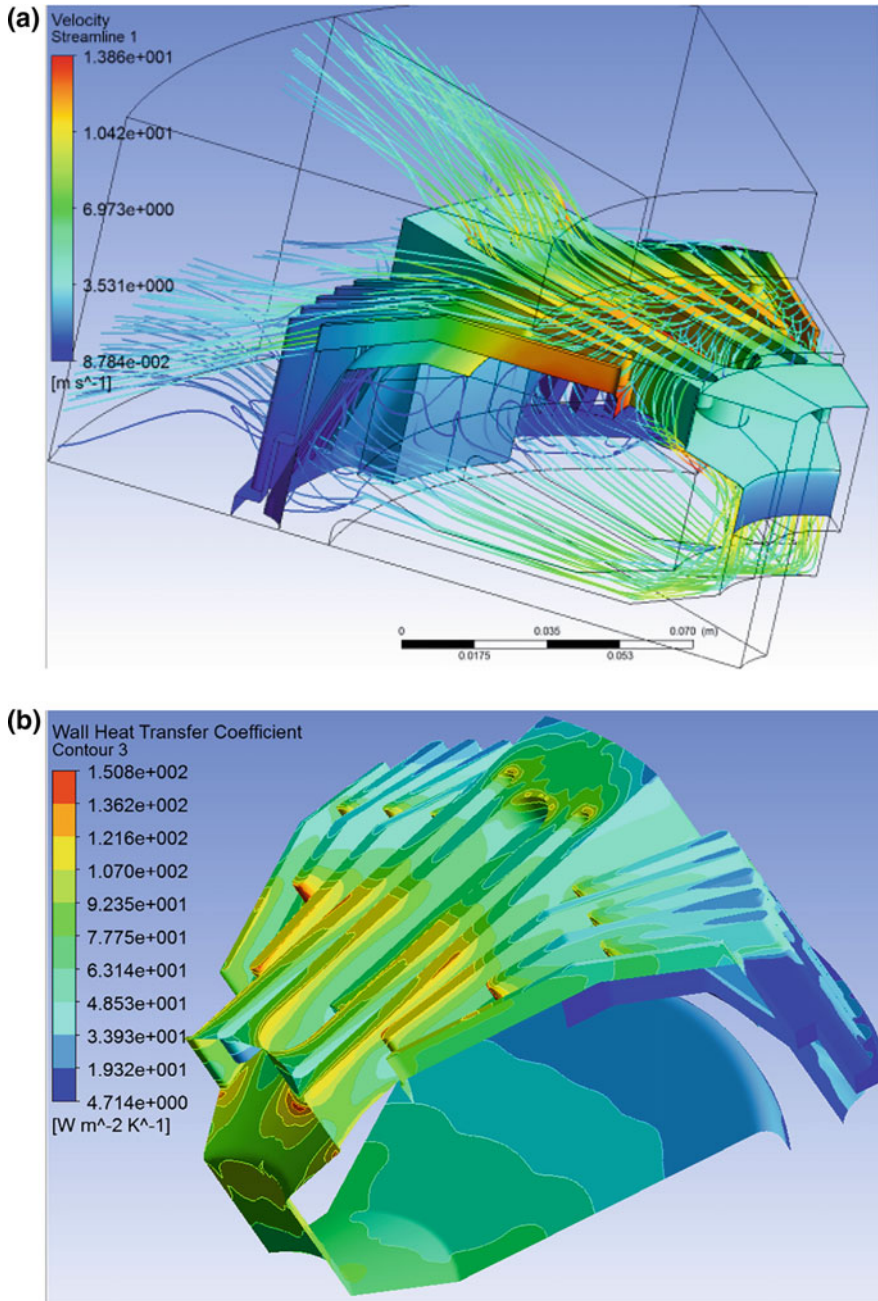 (a)
Velocity
Streamline 1
1.386e+001
1.042e+001
6.973e+000
3.531e+000
8.784e-002
[m s^-1]
0 0.035 0.070 (m)
0.0175 0.053
(b)
Wall Heat Transfer Coefficient
Contour 3
1.508e+002
1.362e+002
1.216e+002
1.070e+002
9.235e+001
7.775e+001
6.314e+001
4.853e+001
3.393e+001
1.932e+001
4.714e+000
[W m^-2 K^-1]